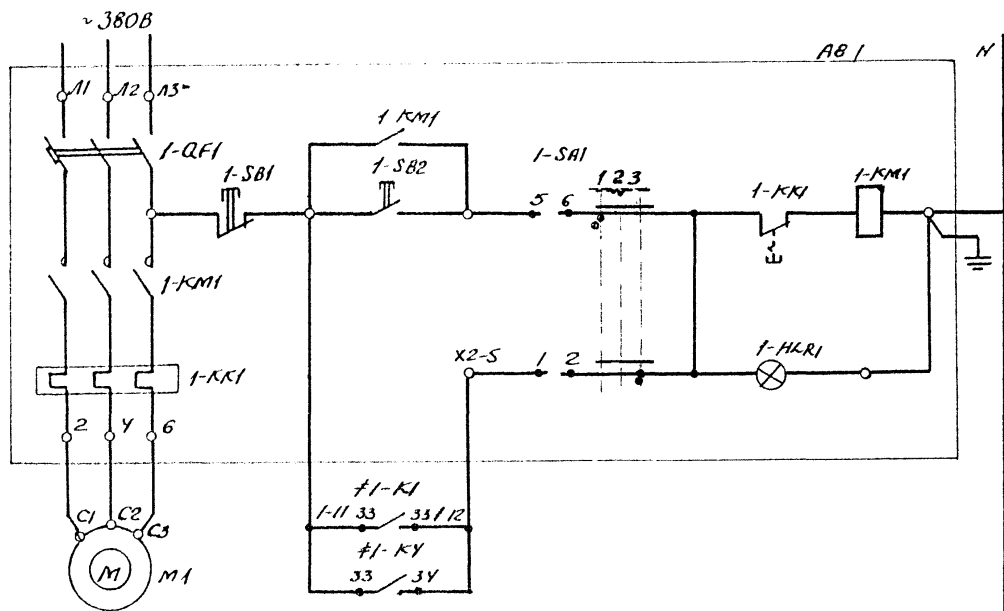 ~380В
АВ1
N
Л1 Л2 Л3
1 КМ1
1-QF1
1-SB1
1-SB2
1-SA1
1 2 3
1-KK1
1-КМ1
5 6
1-КМ1
X2-5
1 2
1-HLR1
1-КК1
2 4 6
#1-К1
1-11 33 33 1/12
С1 С2 С3
#1-К4
33 34
М
М1